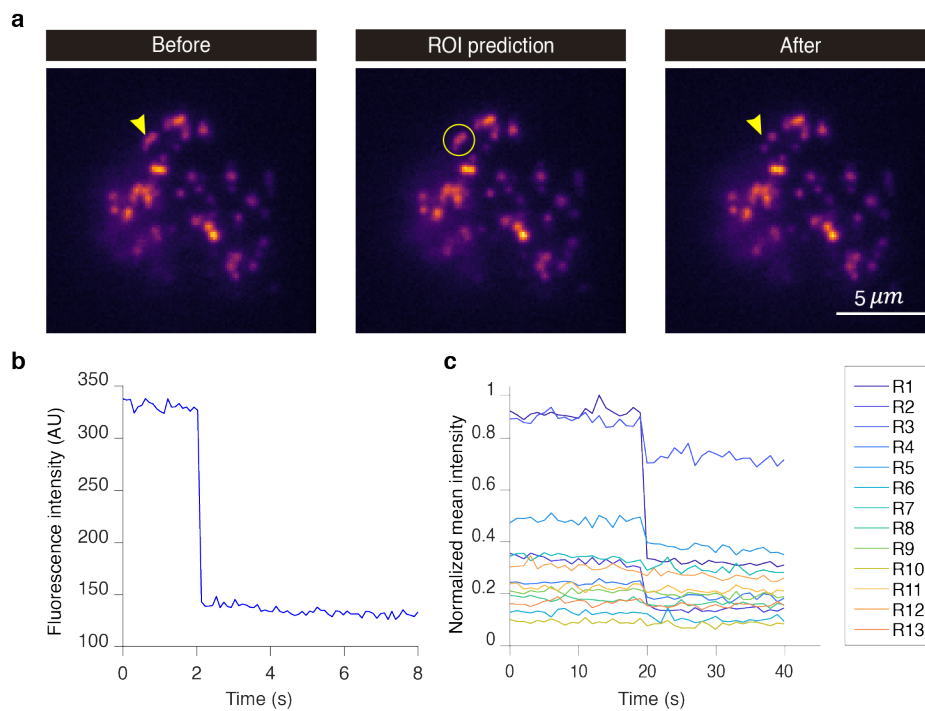 a
Before
ROI prediction
After
5 μm
b
350
300
250
200
150
100
0
2
4
6
8
Fluorescence intensity (AU)
Time (s)
c
1
0.8
0.6
0.4
0.2
0
0
10
20
30
40
Normalized mean intensity
Time (s)
R1
R2
R3
R4
R5
R6
R7
R8
R9
R10
R11
R12
R13